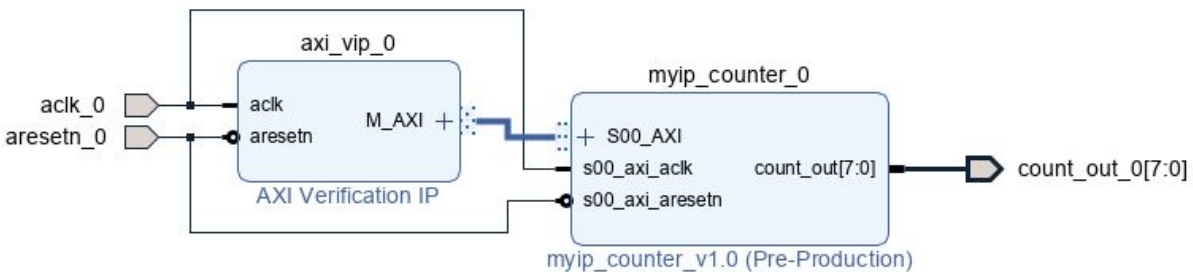 axi_vip_0
aclk_0
aresetn_0
aclk
aresetn
M_AXI
AXI Verification IP
myip_counter_0
S00_AXI
s00_axi_aclk
s00_axi_aresetn
count_out[7:0]
myip_counter_v1.0 (Pre-Production)
count_out_0[7:0]